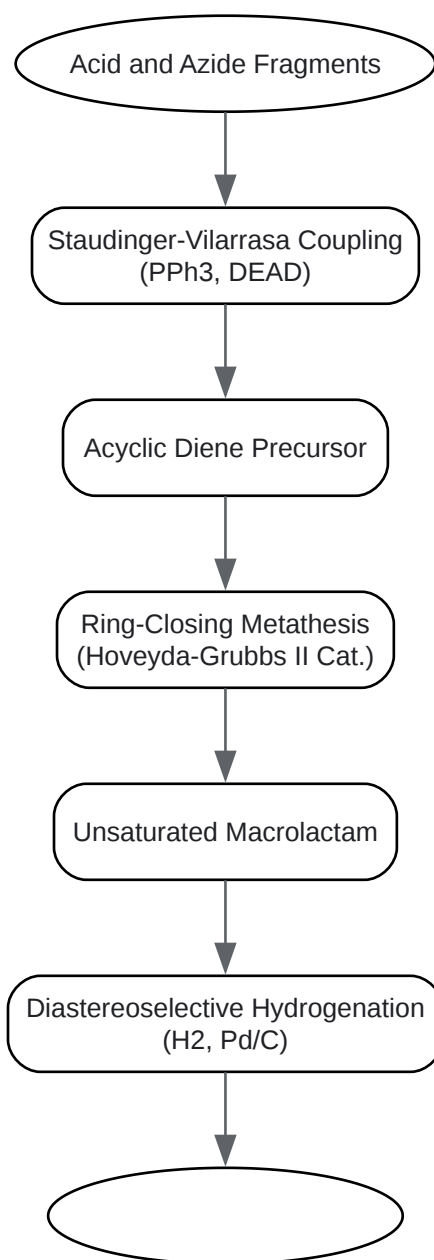 Acid and Azide Fragments
Staudinger-Vilarrasa Coupling
(PPh3, DEAD)
Acyclic Diene Precursor
Ring-Closing Metathesis
(Hoveyda-Grubbs II Cat.)
Unsaturated Macrolactam
Diastereoselective Hydrogenation
(H2, Pd/C)